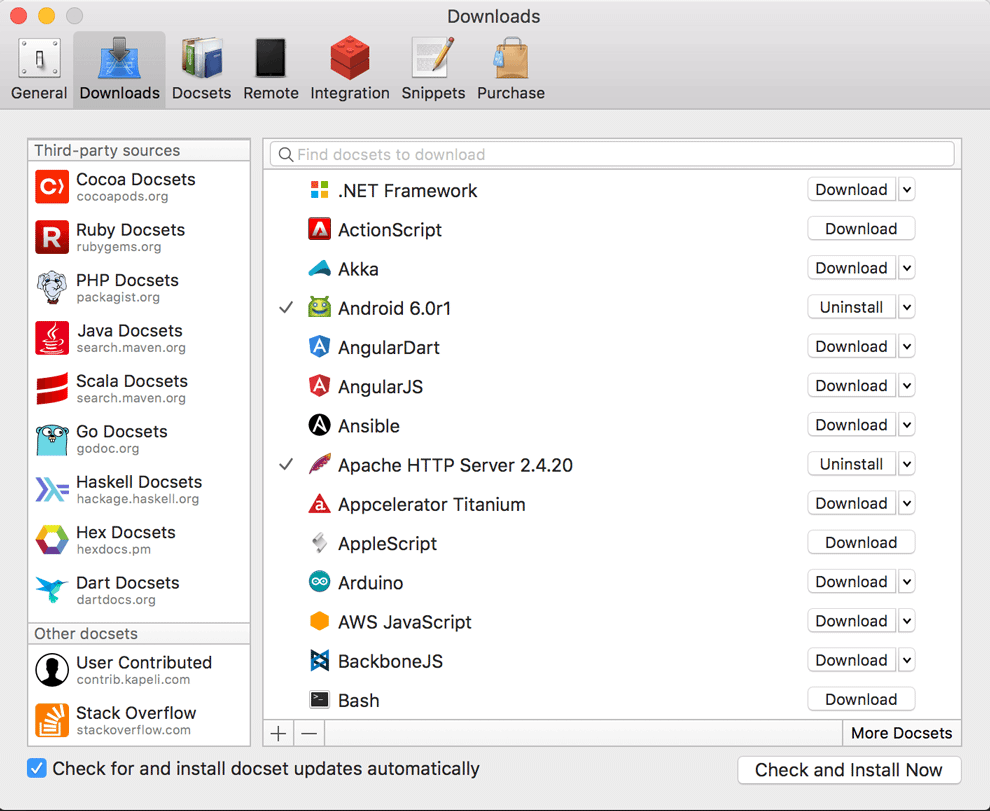 Downloads
General Downloads Docsets Remote Integration Snippets Purchase
Third-party sources
Cocoa Docsets
cocoapods.org
Ruby Docsets
rubygems.org
PHP Docsets
packagist.org
Java Docsets
search.maven.org
Scala Docsets
search.maven.org
Go Docsets
godoc.org
Haskell Docsets
hackage.haskell.org
Hex Docsets
hexdocs.pm
Dart Docsets
dartdocs.org
Other docsets
User Contributed
contrib.kapeli.com
Stack Overflow
stackoverflow.com
Find docsets to download
.NET Framework Download
ActionScript Download
Akka Download
Android 6.0r1 Uninstall
AngularDart Download
AngularJS Download
Ansible Download
Apache HTTP Server 2.4.20 Uninstall
Appcelerator Titanium Download
AppleScript Download
Arduino Download
AWS JavaScript Download
BackboneJS Download
Bash Download
More Docsets
Check for and install docset updates automatically
Check and Install Now